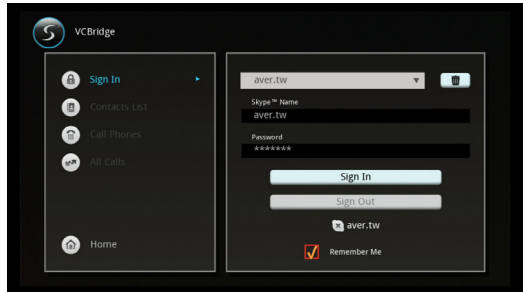 VCBridge
Sign In
Contacts List
Call Phones
All Calls
Home
aver.tw
Skype™ Name
aver.tw
Password
*******
Sign In
Sign Out
aver.tw
Remember Me